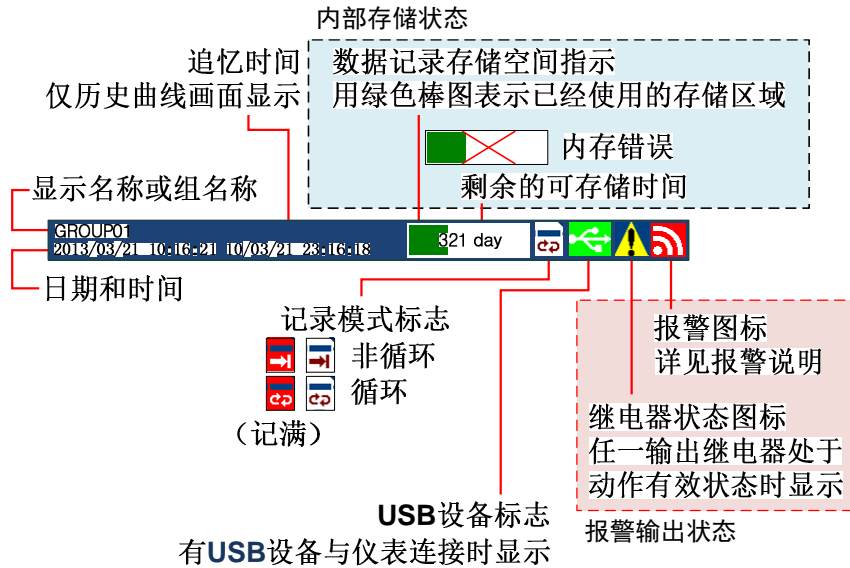 内部存储状态
追忆时间
仅历史曲线画面显示
数据记录存储空间指示
用绿色棒图表示已经使用的存储区域
内存错误
剩余的可存储时间
显示名称或组名称
GROUP01
2013/03/21 10:16:21 10/03/21 23:16:18
321 day
日期和时间
记录模式标志
非循环
循环
（记满）
报警图标
详见报警说明
继电器状态图标
任一输出继电器处于
动作有效状态时显示
报警输出状态
USB设备标志
有USB设备与仪表连接时显示